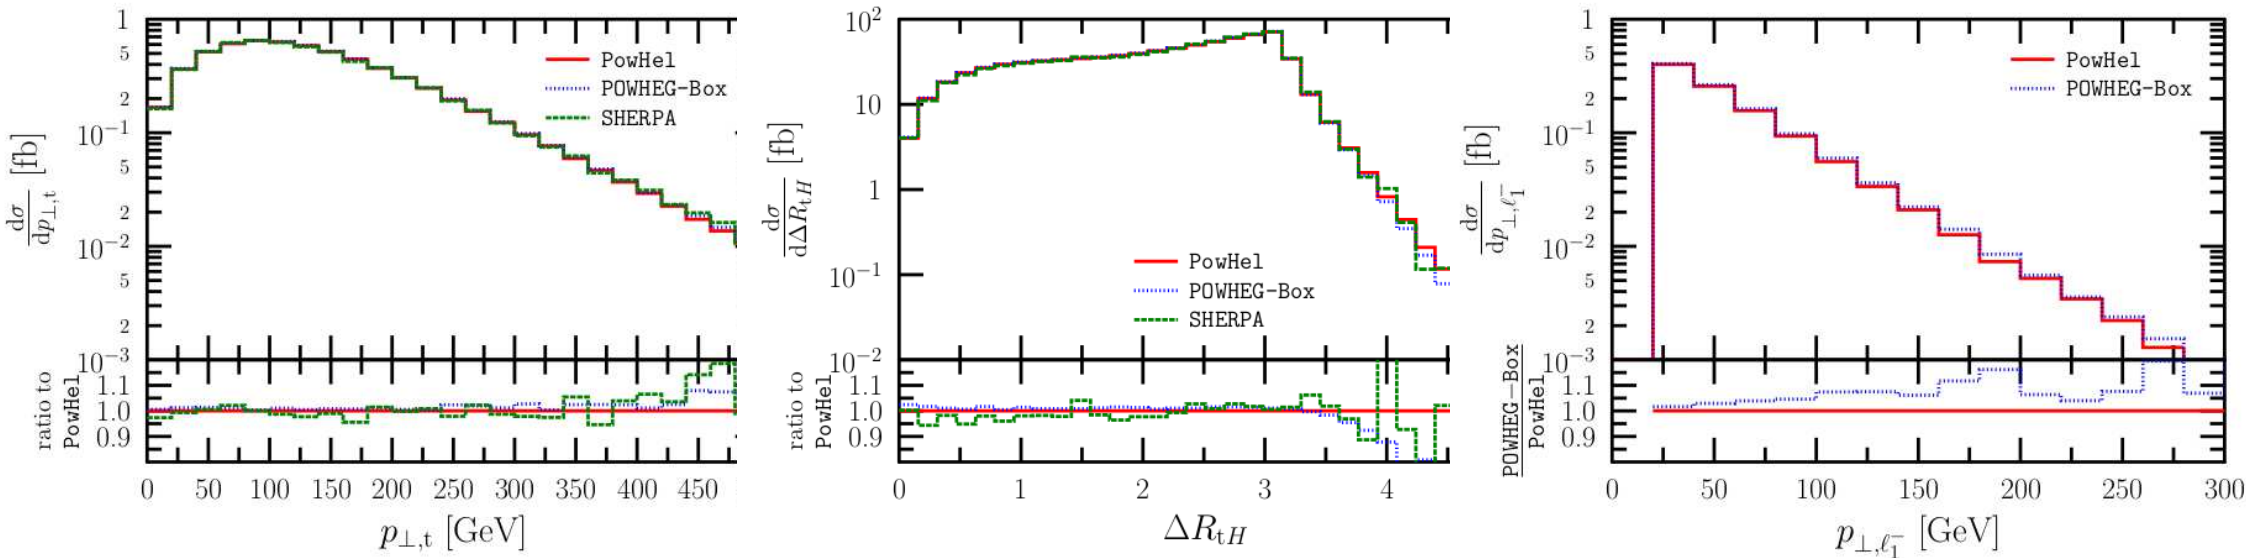 1
5
2
10⁻¹
5
2
10⁻²
5
2
10⁻³
dσ/dp⊥,t [fb]
PowHel
POWHEG-Box
SHERPA
ratio to
PowHel
1.1
1.0
0.9
0 50 100 150 200 250 300 350 400 450
p⊥,t [GeV]
10²
10
1
10⁻¹
10⁻²
dσ/dΔR_tH [fb]
PowHel
POWHEG-Box
SHERPA
ratio to
PowHel
1.1
1.0
0.9
0 1 2 3 4
ΔR_tH
1
5
2
10⁻¹
5
2
10⁻²
5
2
10⁻³
dσ/dp⊥,ℓ₁⁻ [fb]
PowHel
POWHEG-Box
POWHEG-Box
PowHel
1.1
1.0
0.9
0 50 100 150 200 250 300
p⊥,ℓ₁⁻ [GeV]